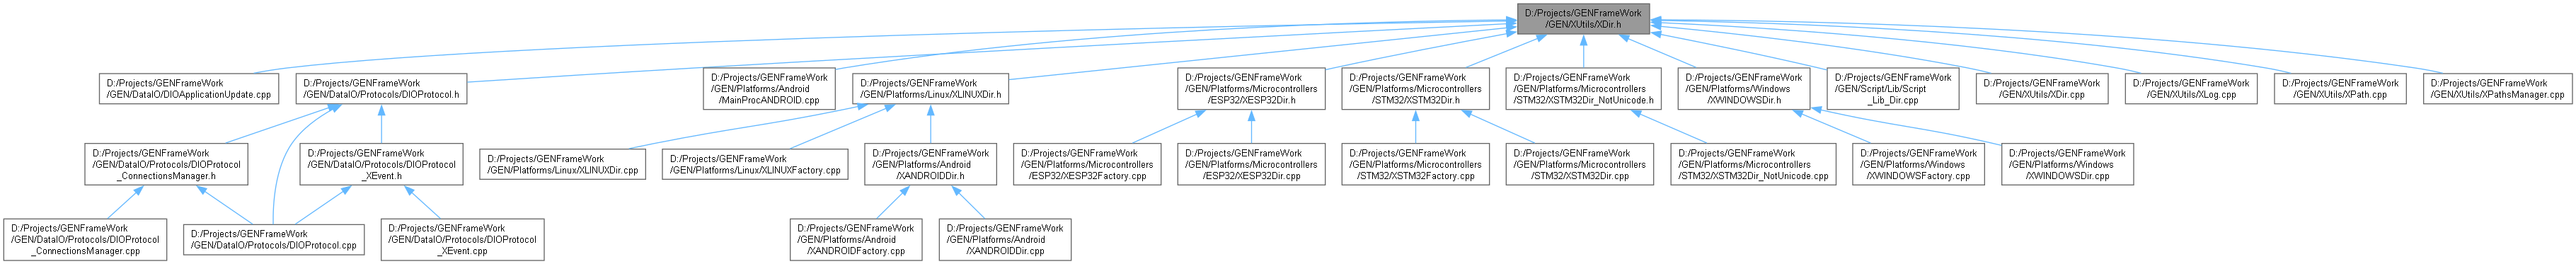 D:/Projects/GENFrameWork
/GEN/XUtils/XDir.h
D:/Projects/GENFrameWork
/GEN/DataIO/DIOApplicationUpdate.cpp
D:/Projects/GENFrameWork
/GEN/DataIO/Protocols/DIOProtocol.h
D:/Projects/GENFrameWork
/GEN/Platforms/Android
/MainProcANDROID.cpp
D:/Projects/GENFrameWork
/GEN/Platforms/Linux/XLINUXDir.h
D:/Projects/GENFrameWork
/GEN/Platforms/Microcontrollers
/ESP32/XESP32Dir.h
D:/Projects/GENFrameWork
/GEN/Platforms/Microcontrollers
/STM32/XSTM32Dir.h
D:/Projects/GENFrameWork
/GEN/Platforms/Microcontrollers
/STM32/XSTM32Dir_NotUnicode.h
D:/Projects/GENFrameWork
/GEN/Platforms/Windows
/XWINDOWSDir.h
D:/Projects/GENFrameWork
/GEN/Script/Lib/Script
_Lib_Dir.cpp
D:/Projects/GENFrameWork
/GEN/XUtils/XDir.cpp
D:/Projects/GENFrameWork
/GEN/XUtils/XLog.cpp
D:/Projects/GENFrameWork
/GEN/XUtils/XPath.cpp
D:/Projects/GENFrameWork
/GEN/XUtils/XPathsManager.cpp
D:/Projects/GENFrameWork
/GEN/DataIO/Protocols/DIOProtocol
_ConnectionsManager.h
D:/Projects/GENFrameWork
/GEN/DataIO/Protocols/DIOProtocol
_XEvent.h
D:/Projects/GENFrameWork
/GEN/Platforms/Linux/XLINUXDir.cpp
D:/Projects/GENFrameWork
/GEN/Platforms/Linux/XLINUXFactory.cpp
D:/Projects/GENFrameWork
/GEN/Platforms/Android
/XANDROIDDir.h
D:/Projects/GENFrameWork
/GEN/Platforms/Microcontrollers
/ESP32/XESP32Factory.cpp
D:/Projects/GENFrameWork
/GEN/Platforms/Microcontrollers
/ESP32/XESP32Dir.cpp
D:/Projects/GENFrameWork
/GEN/Platforms/Microcontrollers
/STM32/XSTM32Factory.cpp
D:/Projects/GENFrameWork
/GEN/Platforms/Microcontrollers
/STM32/XSTM32Dir.cpp
D:/Projects/GENFrameWork
/GEN/Platforms/Microcontrollers
/STM32/XSTM32Dir_NotUnicode.cpp
D:/Projects/GENFrameWork
/GEN/Platforms/Windows
/XWINDOWSFactory.cpp
D:/Projects/GENFrameWork
/GEN/Platforms/Windows
/XWINDOWSDir.cpp
D:/Projects/GENFrameWork
/GEN/DataIO/Protocols/DIOProtocol
_ConnectionsManager.cpp
D:/Projects/GENFrameWork
/GEN/DataIO/Protocols/DIOProtocol.cpp
D:/Projects/GENFrameWork
/GEN/DataIO/Protocols/DIOProtocol
_XEvent.cpp
D:/Projects/GENFrameWork
/GEN/Platforms/Android
/XANDROIDFactory.cpp
D:/Projects/GENFrameWork
/GEN/Platforms/Android
/XANDROIDDir.cpp